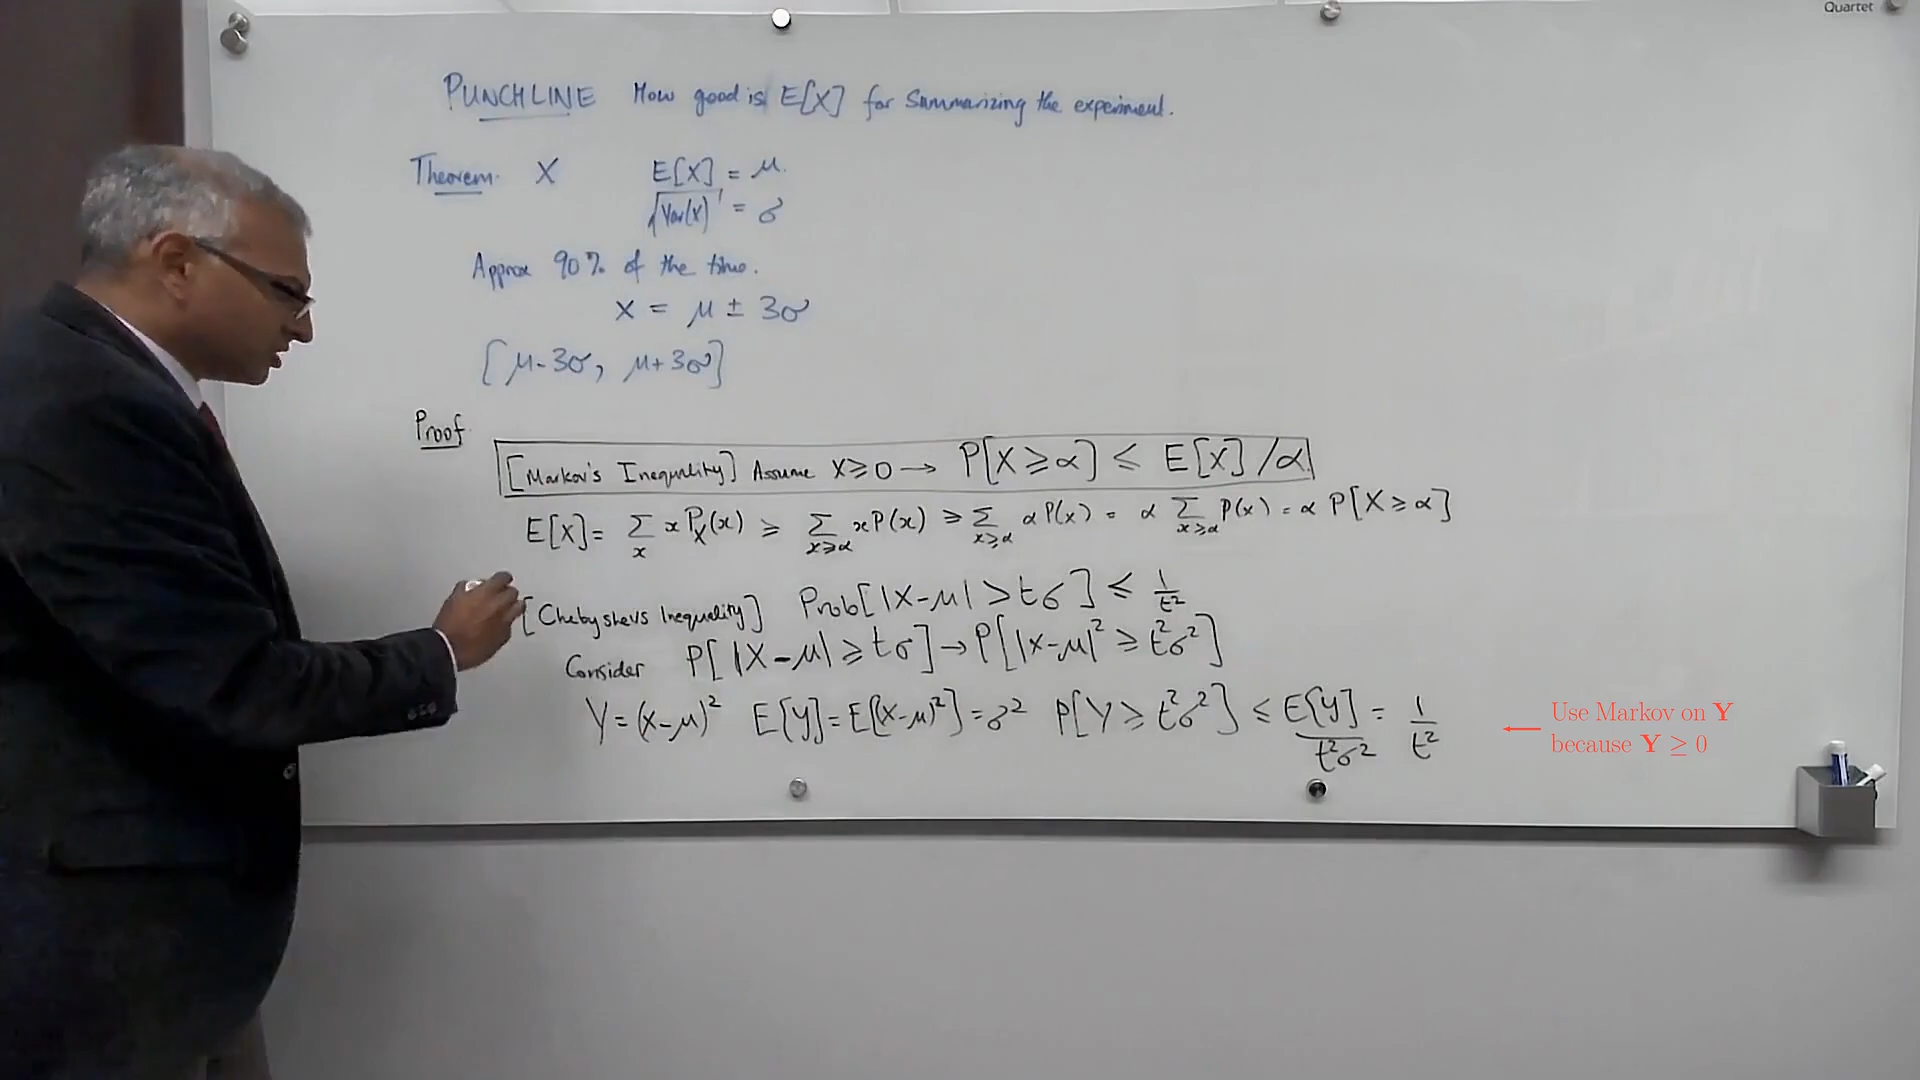 Quartet
PUNCHLINE How good is E[X] for Summarizing the experiment.
Theorem. X E[X] = μ.
√Var(X) = σ
Approx 90% of the time.
X = μ ± 3σ
[μ-3σ, μ+3σ]
Proof.
[Markov's Inequality] Assume X≥0 → P[X≥α] ≤ E[X]/α.
E[X] = ∑_x x P_X(x) ≥ ∑_{x≥α} x P(x) ≥ ∑_{x≥α} α P(x) = α ∑_{x≥α} P(x) = α P[X≥α]
[Chebyshevs Inequality] Prob[|X-μ| > tσ] ≤ 1/t²
Consider P[|X-μ| ≥ tσ] → P[|X-μ|² ≥ t²σ²]
Y = (X-μ)² E[Y] = E[(X-μ)²] = σ² P[Y ≥ t²σ²] ≤ E[Y]/t²σ² = 1/t²
← Use Markov on Y
because Y ≥ 0